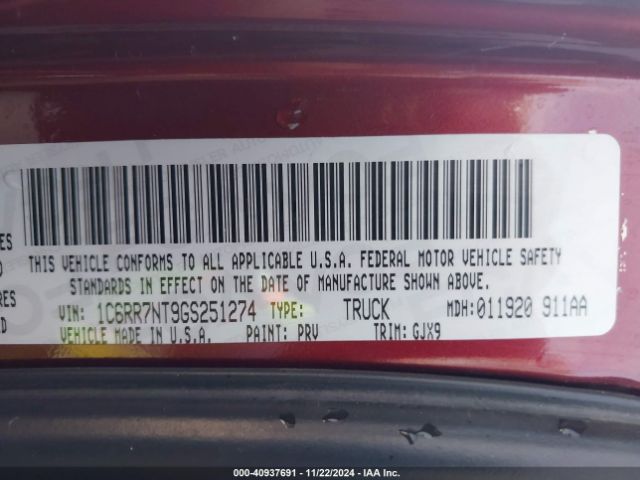 ES
THIS VEHICLE CONFORMS TO ALL APPLICABLE U.S.A. FEDERAL MOTOR VEHICLE SAFETY
STANDARDS IN EFFECT ON THE DATE OF MANUFACTURE SHOWN ABOVE.
RES
VIN: 1C6RR7NT9GS251274 TYPE: TRUCK MDH: 011920 911AA
D
VEHICLE MADE IN U.S.A. PAINT: PRV TRIM: GJX9
000-40937691 - 11/22/2024 - IAA Inc.